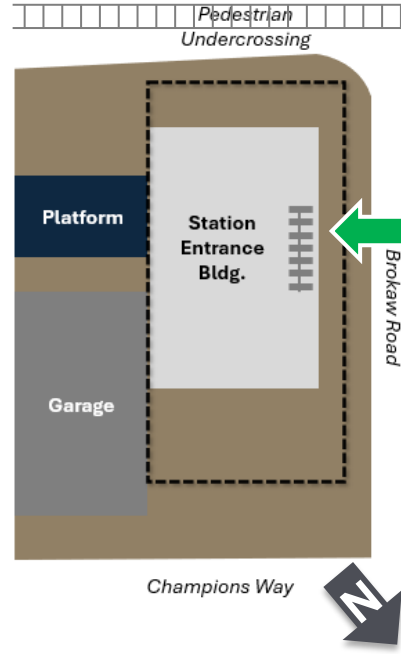 Pedestrian
Undercrossing
Platform
Station
Entrance
Bldg.
Brokaw Road
Garage
Champions Way
N